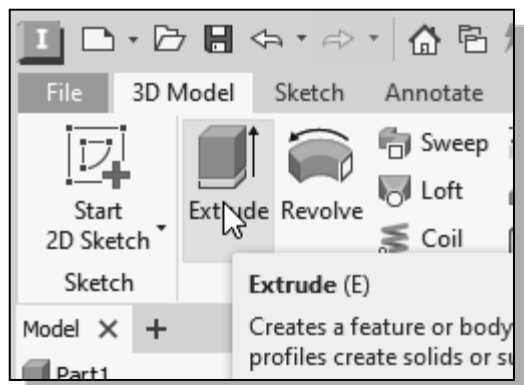 I
File 3D Model Sketch Annotate
Start
2D Sketch
Extrude
Revolve
Sweep
Loft
Coil
Sketch
Extrude (E)
Creates a feature or body
profiles create solids or su
Model × +
Part1